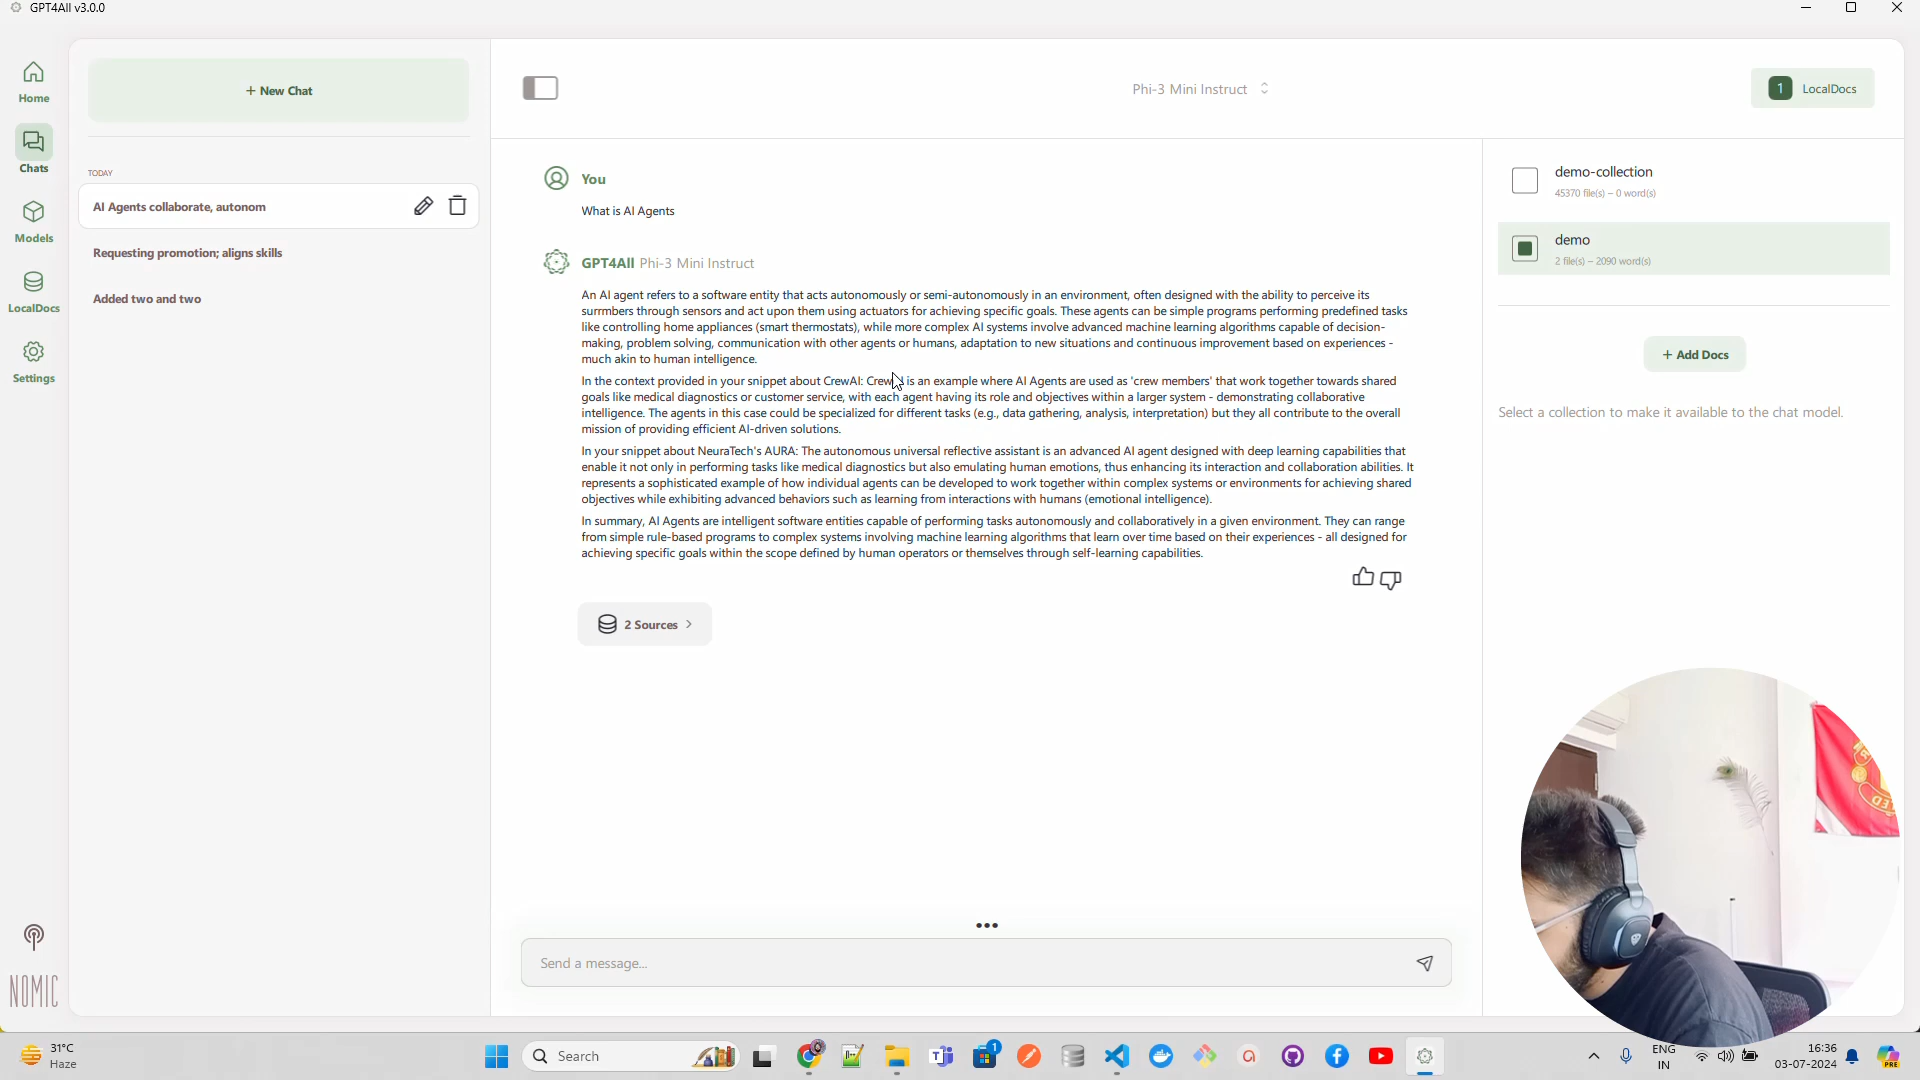 GPT4All v3.0.0
Home
Chats
Models
LocalDocs
Settings
NOMIC
+ New Chat
TODAY
AI Agents collaborate, autonom
Requesting promotion; aligns skills
Added two and two
Phi-3 Mini Instruct
1 LocalDocs
You
What is AI Agents
GPT4All Phi-3 Mini Instruct
An AI agent refers to a software entity that acts autonomously or semi-autonomously in an environment, often designed with the ability to perceive its
surrmbers through sensors and act upon them using actuators for achieving specific goals. These agents can be simple programs performing predefined tasks
like controlling home appliances (smart thermostats), while more complex AI systems involve advanced machine learning algorithms capable of decision-
making, problem solving, communication with other agents or humans, adaptation to new situations and continuous improvement based on experiences -
much akin to human intelligence.
In the context provided in your snippet about CrewAI: CrewAI is an example where AI Agents are used as 'crew members' that work together towards shared
goals like medical diagnostics or customer service, with each agent having its role and objectives within a larger system - demonstrating collaborative
intelligence. The agents in this case could be specialized for different tasks (e.g., data gathering, analysis, interpretation) but they all contribute to the overall
mission of providing efficient AI-driven solutions.
In your snippet about NeuraTech's AURA: The autonomous universal reflective assistant is an advanced AI agent designed with deep learning capabilities that
enable it not only in performing tasks like medical diagnostics but also emulating human emotions, thus enhancing its interaction and collaboration abilities. It
represents a sophisticated example of how individual agents can be developed to work together within complex systems or environments for achieving shared
objectives while exhibiting advanced behaviors such as learning from interactions with humans (emotional intelligence).
In summary, AI Agents are intelligent software entities capable of performing tasks autonomously and collaboratively in a given environment. They can range
from simple rule-based programs to complex systems involving machine learning algorithms that learn over time based on their experiences - all designed for
achieving specific goals within the scope defined by human operators or themselves through self-learning capabilities.
2 Sources >
Send a message...
demo-collection
45370 file(s) – 0 word(s)
demo
2 file(s) – 2090 word(s)
+ Add Docs
Select a collection to make it available to the chat model.
31°C
Haze
Search
1
ENG
IN
16:36
03-07-2024
PRE